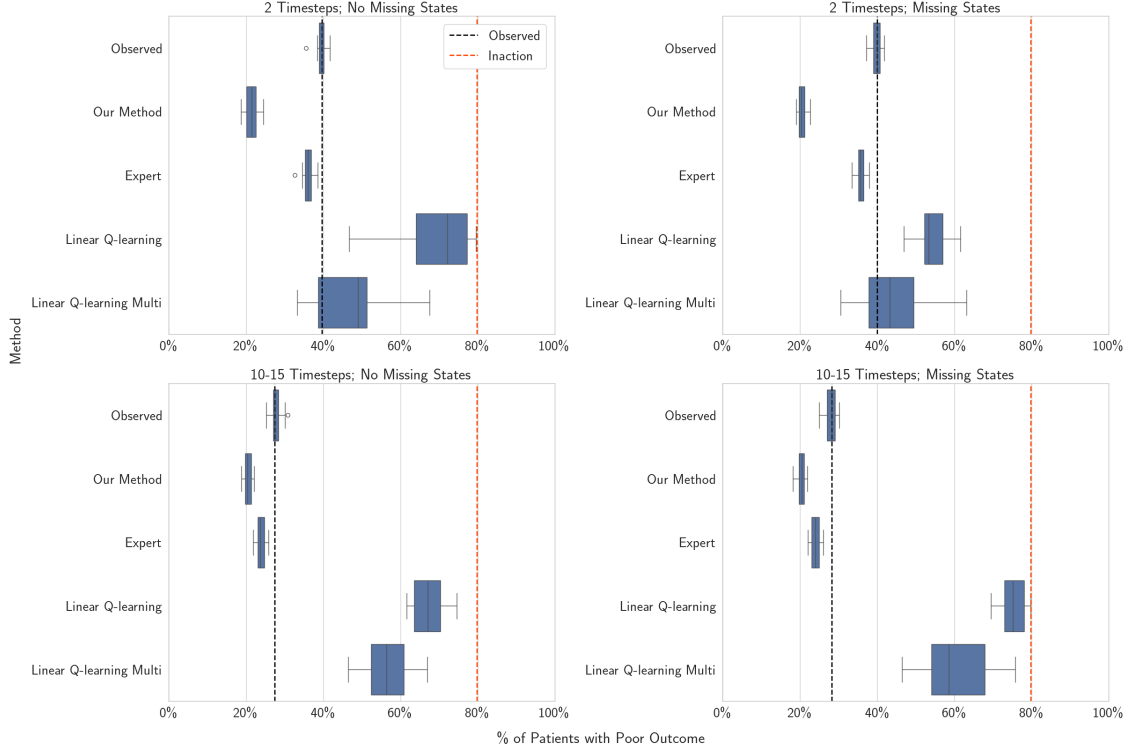 2 Timesteps; No Missing States
Observed
Our Method
Expert
Linear Q-learning
Linear Q-learning Multi
Observed
Inaction
0% 20% 40% 60% 80% 100%
2 Timesteps; Missing States
Observed
Our Method
Expert
Linear Q-learning
Linear Q-learning Multi
0% 20% 40% 60% 80% 100%
Method
10-15 Timesteps; No Missing States
Observed
Our Method
Expert
Linear Q-learning
Linear Q-learning Multi
0% 20% 40% 60% 80% 100%
10-15 Timesteps; Missing States
Observed
Our Method
Expert
Linear Q-learning
Linear Q-learning Multi
0% 20% 40% 60% 80% 100%
% of Patients with Poor Outcome